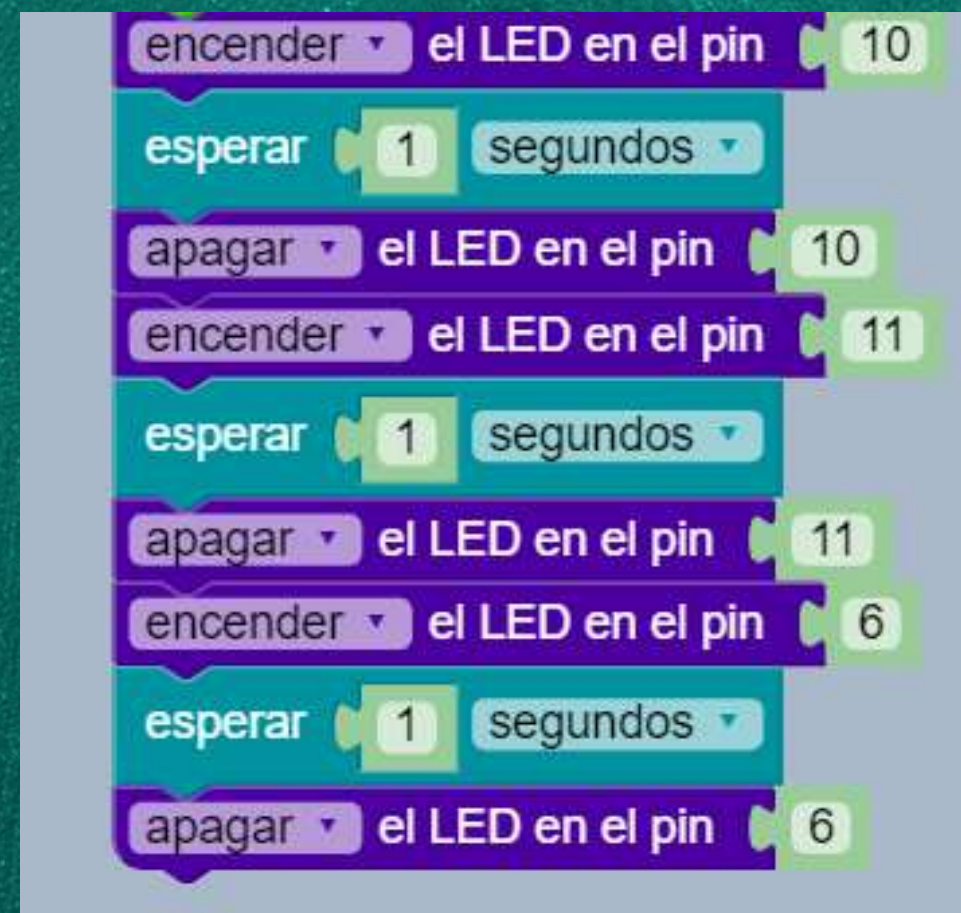 encender el LED en el pin 10
esperar 1 segundos
apagar el LED en el pin 10
encender el LED en el pin 11
esperar 1 segundos
apagar el LED en el pin 11
encender el LED en el pin 6
esperar 1 segundos
apagar el LED en el pin 6